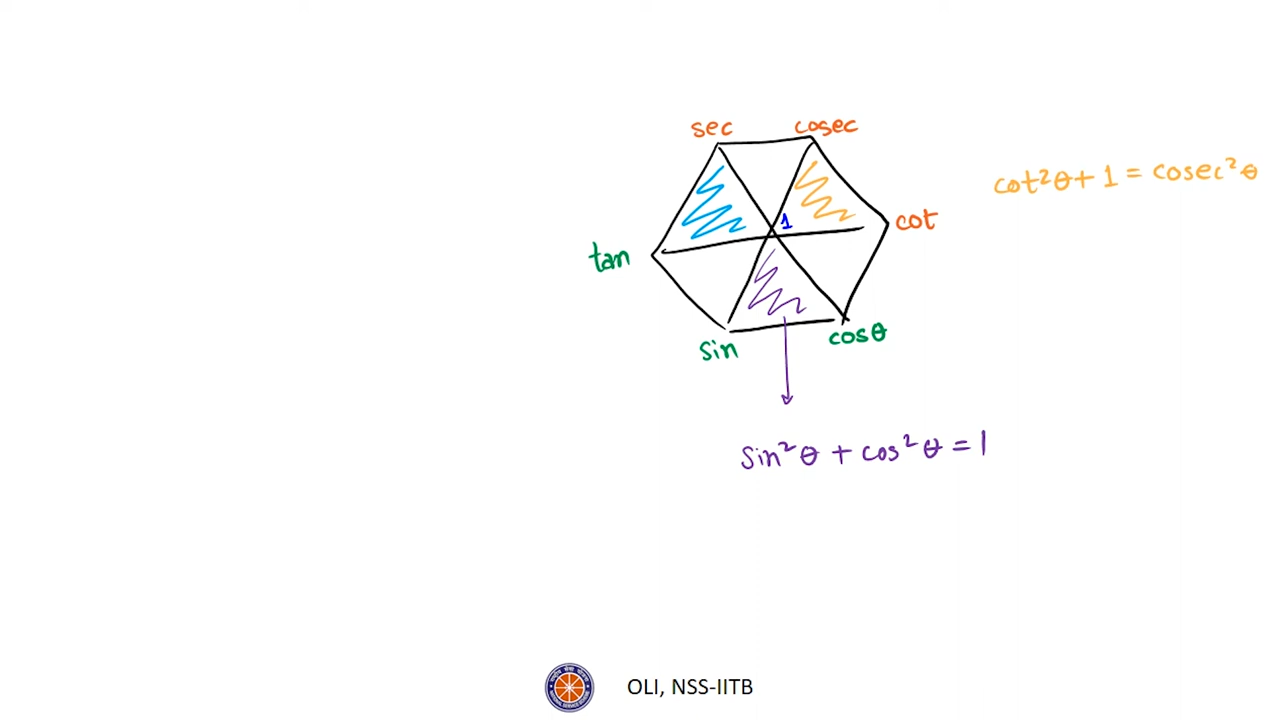 sec
cosec
cot²θ + 1 = cosec²θ
1
cot
tan
sin
cosθ
sin²θ + cos²θ = 1
OLI, NSS-IITB